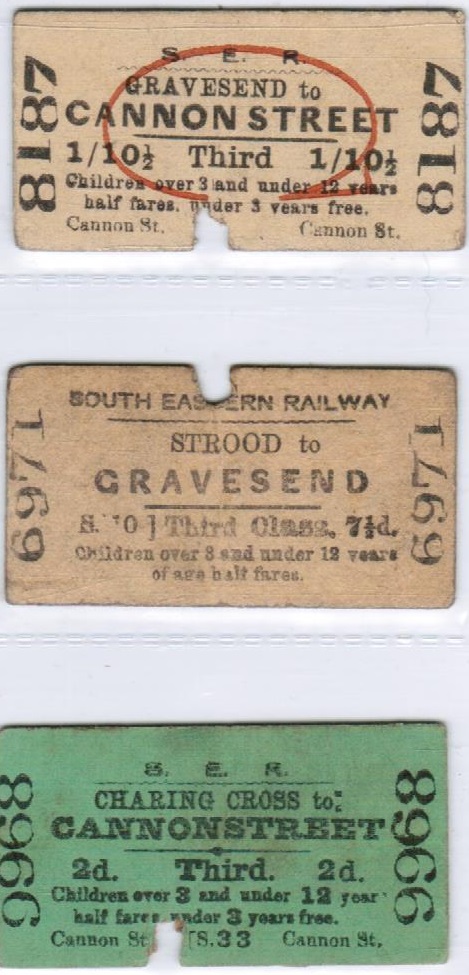 8187
S. E. R.
GRAVESEND to
CANNON STREET
1/10½ Third 1/10½
Children over 3 and under 12 years
half fares. under 3 years free.
Cannon St. Cannon St.
8187
6971
SOUTH EASTERN RAILWAY
STROOD to
GRAVESEND
Third Class. 7½d.
Children over 3 and under 12 years
of age half fares.
6971
9968
S. E. R.
CHARING CROSS to:
CANNONSTREET
2d. Third. 2d.
Children over 3 and under 12 year
half fares under 3 years free.
Cannon St [S.33 Cannon St.
9968